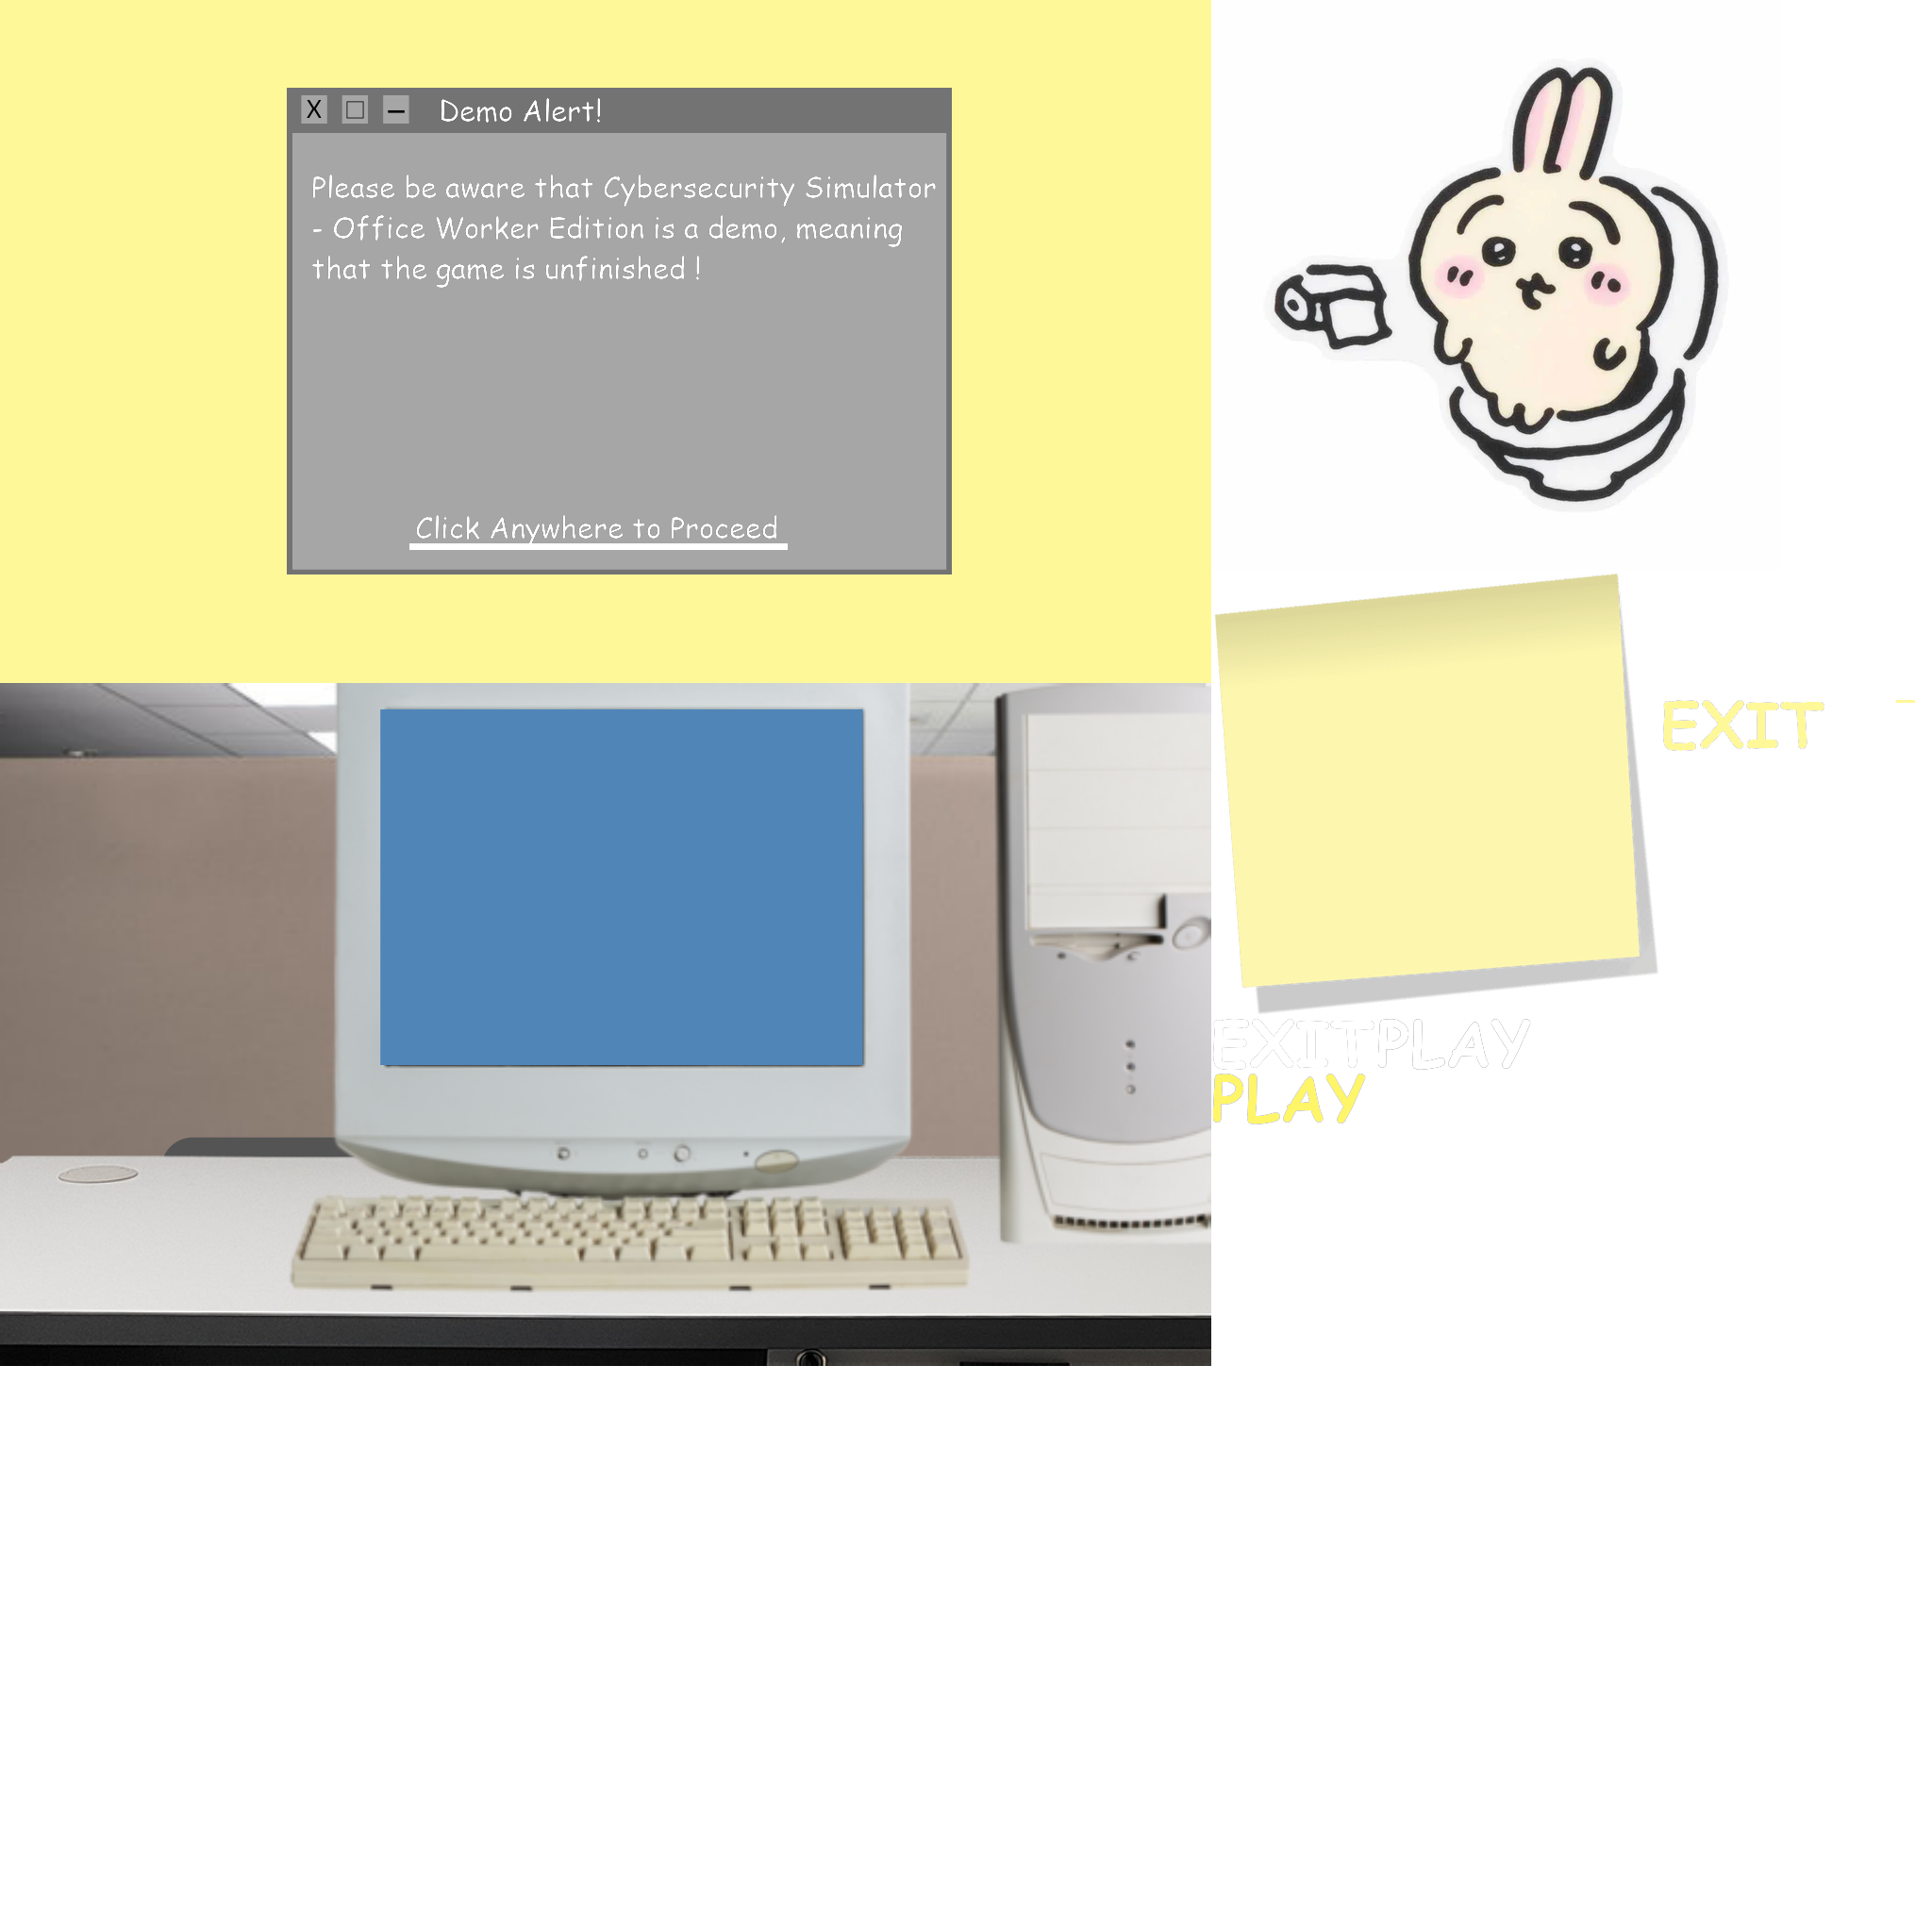 X □ – Demo Alert!
Please be aware that Cybersecurity Simulator
- Office Worker Edition is a demo, meaning
that the game is unfinished !
Click Anywhere to Proceed
EXIT
EXITPLAY
PLAY